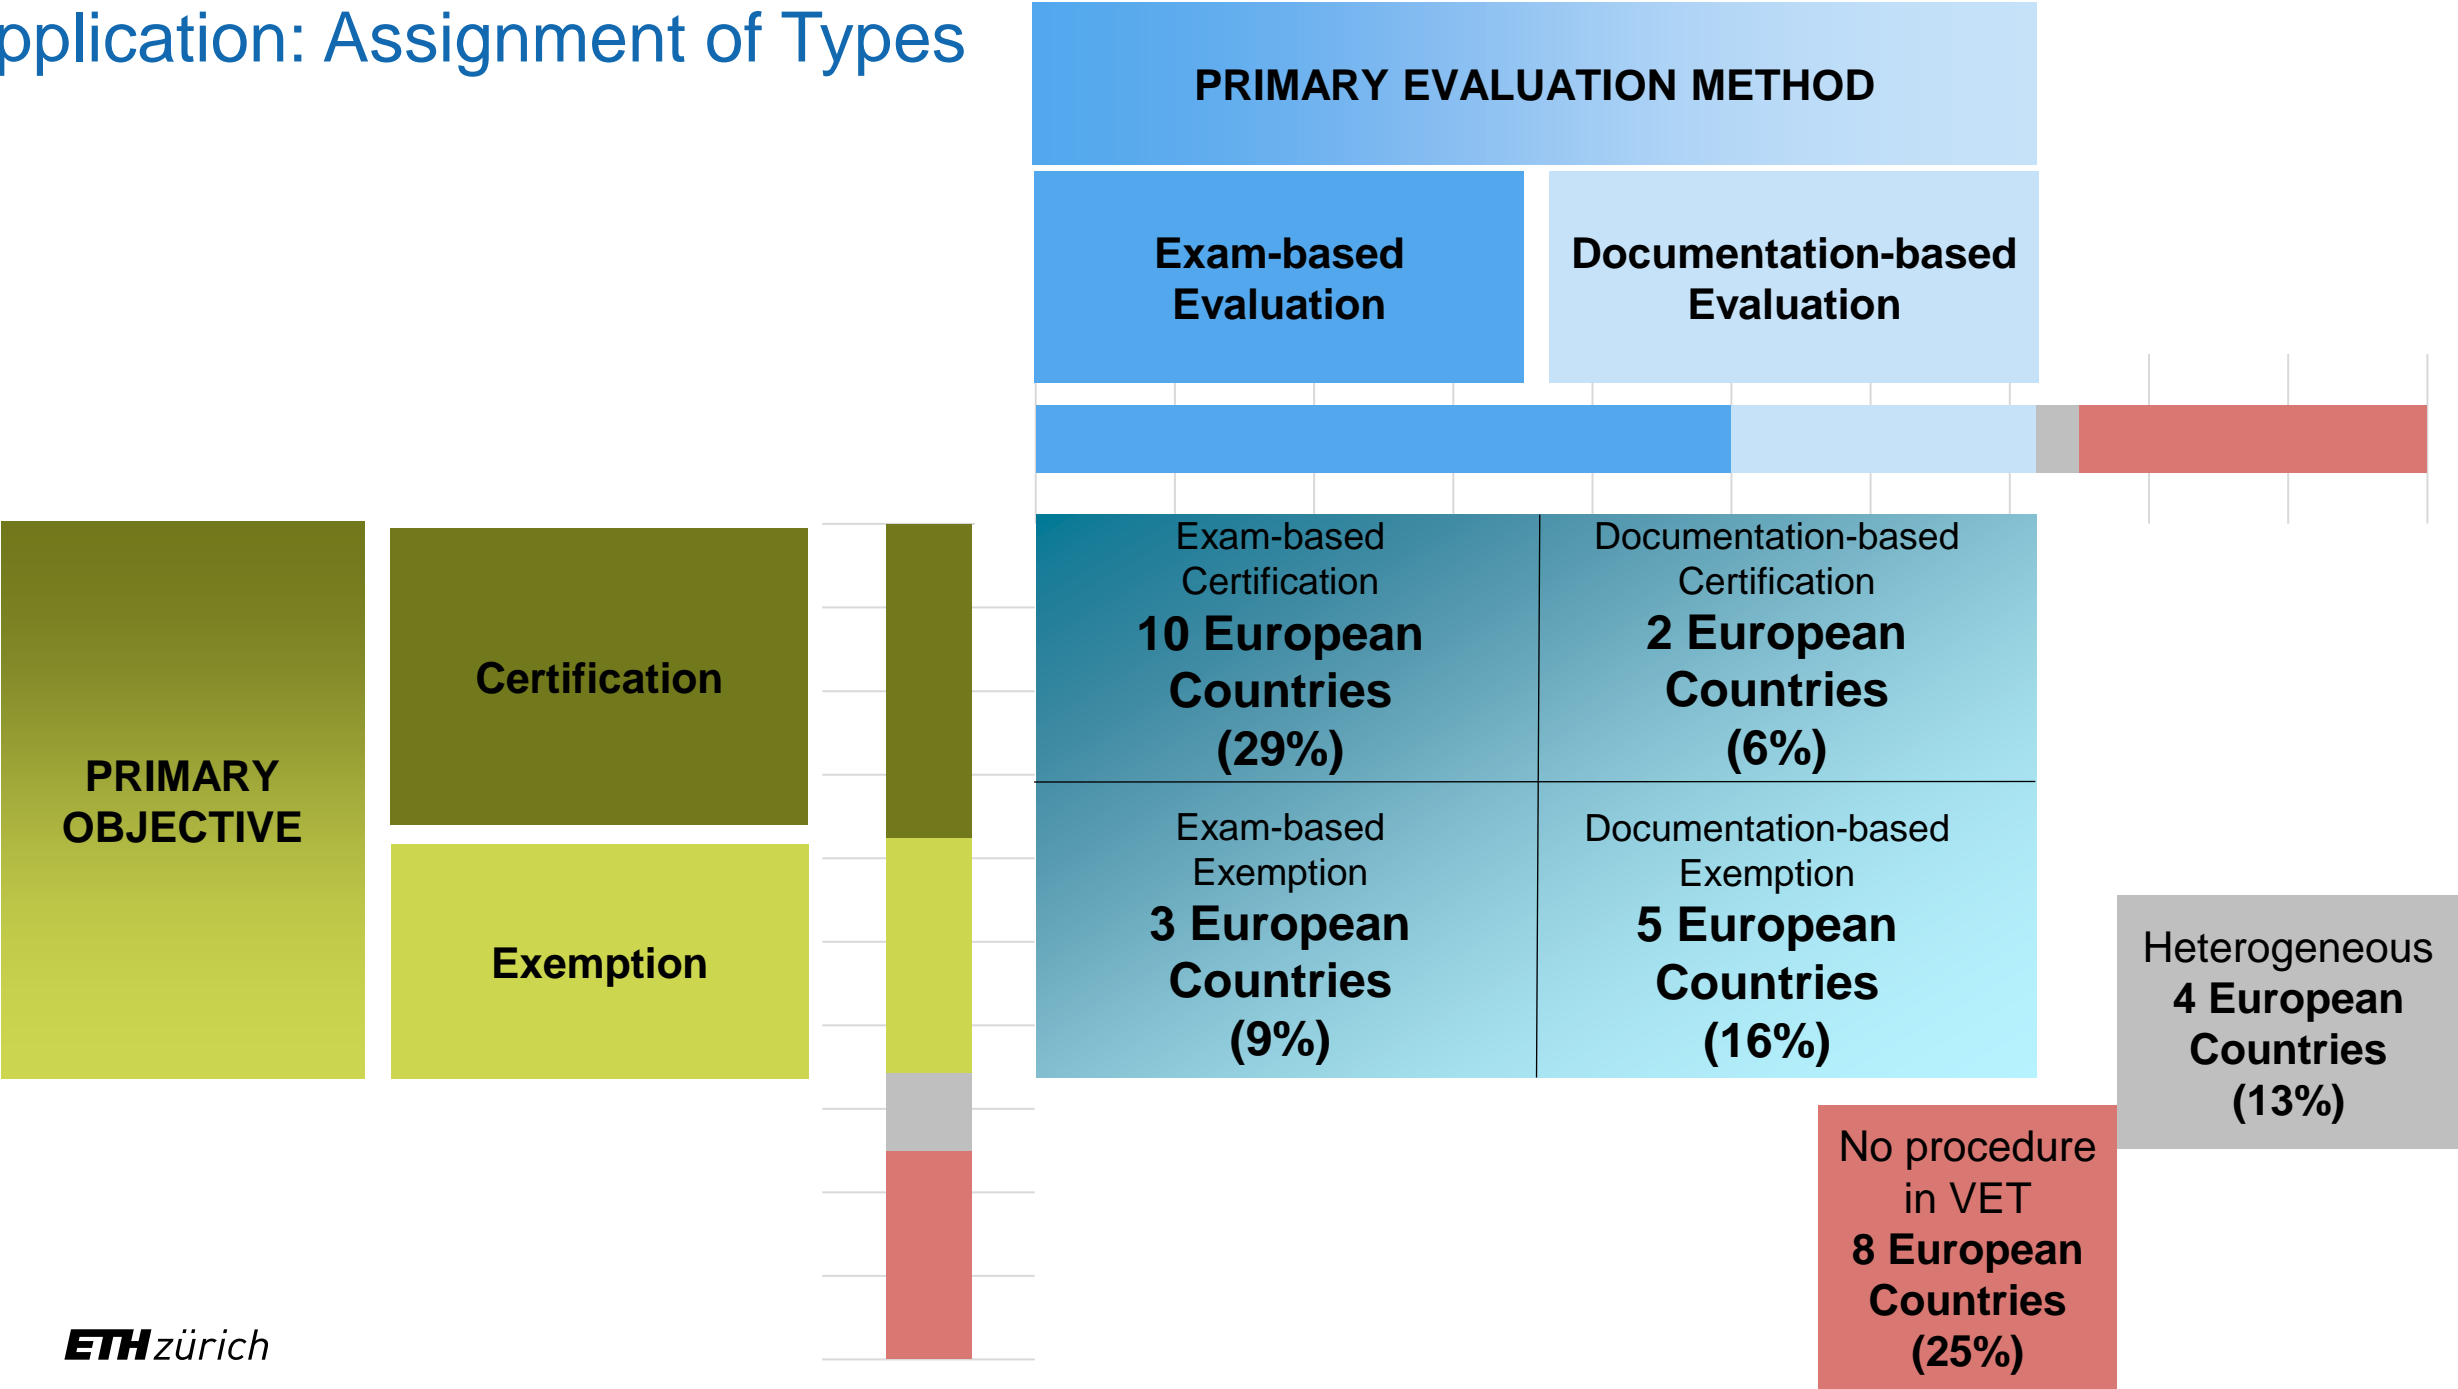 pplication: Assignment of Types
PRIMARY EVALUATION METHOD
Exam-based
Evaluation
Documentation-based
Evaluation
PRIMARY
OBJECTIVE
Certification
Exemption
Exam-based
Certification
10 European
Countries
(29%)
Documentation-based
Certification
2 European
Countries
(6%)
Exam-based
Exemption
3 European
Countries
(9%)
Documentation-based
Exemption
5 European
Countries
(16%)
Heterogeneous
4 European
Countries
(13%)
No procedure
in VET
8 European
Countries
(25%)
ETH zürich